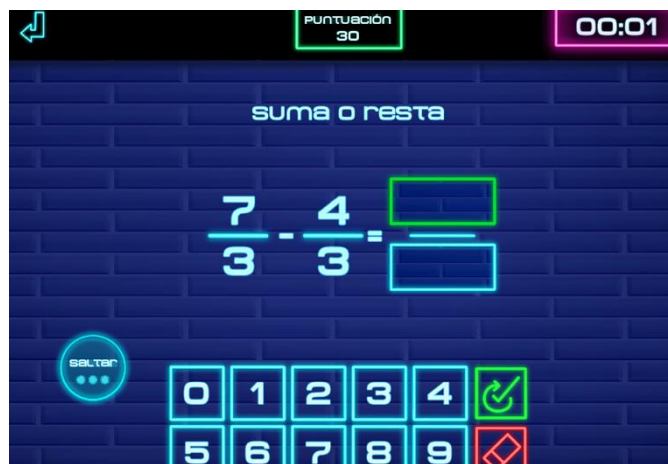 PUNTUACIÓN
30
00:01
SUMA O RESTA
7/3 - 4/3 =
SALTAR
0 1 2 3 4
5 6 7 8 9